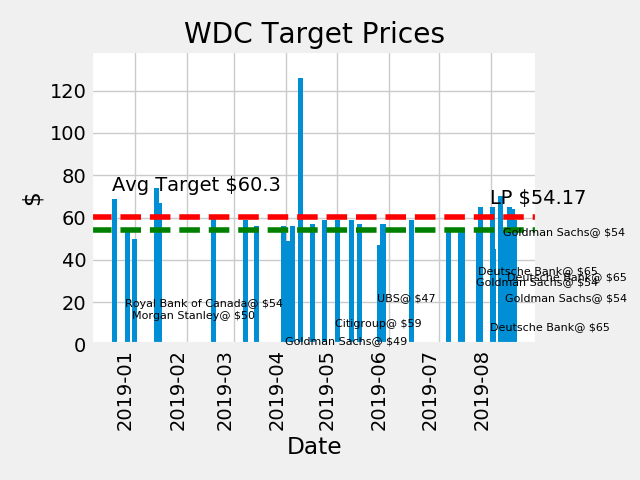 WDC Target Prices
120
100
80
60
40
20
0
$
Avg Target $60.3
LP $54.17
Goldman Sachs@ $54
Deutsche Bank@ $65
Deutsche Bank@ $65
Goldman Sachs@ $54
UBS@ $47
Goldman Sachs@ $54
Royal Bank of Canada@ $54
Morgan Stanley@ $50
Citigroup@ $59
Deutsche Bank@ $65
Goldman Sachs@ $49
2019-01
2019-02
2019-03
2019-04
2019-05
2019-06
2019-07
2019-08
Date